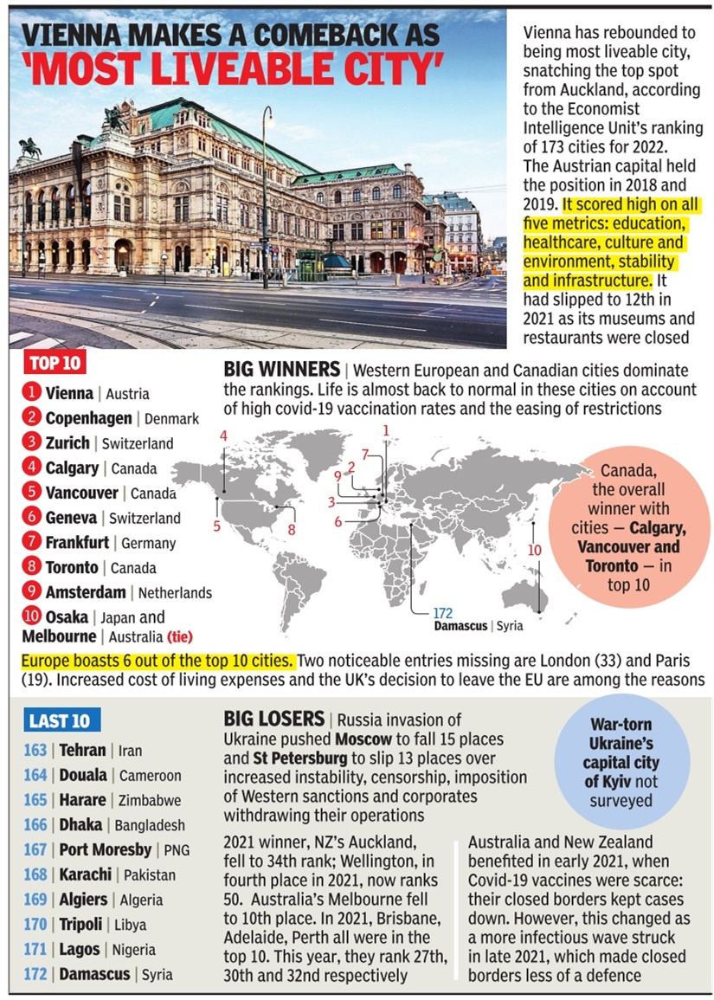 VIENNA MAKES A COMEBACK AS
'MOST LIVEABLE CITY'
Vienna has rebounded to
being most liveable city,
snatching the top spot
from Auckland, according
to the Economist
Intelligence Unit's ranking
of 173 cities for 2022.
The Austrian capital held
the position in 2018 and
2019. It scored high on all
five metrics: education,
healthcare, culture and
environment, stability
and infrastructure. It
had slipped to 12th in
2021 as its museums and
restaurants were closed
TOP 10
1 Vienna | Austria
2 Copenhagen | Denmark
3 Zurich | Switzerland
4 Calgary | Canada
5 Vancouver | Canada
6 Geneva | Switzerland
7 Frankfurt | Germany
8 Toronto | Canada
9 Amsterdam | Netherlands
10 Osaka | Japan and
Melbourne | Australia (tie)
BIG WINNERS | Western European and Canadian cities dominate
the rankings. Life is almost back to normal in these cities on account
of high covid-19 vaccination rates and the easing of restrictions
4
1
7
2
9
3
5
8
6
10
172
Damascus | Syria
Canada,
the overall
winner with
cities — Calgary,
Vancouver and
Toronto — in
top 10
Europe boasts 6 out of the top 10 cities. Two noticeable entries missing are London (33) and Paris
(19). Increased cost of living expenses and the UK's decision to leave the EU are among the reasons
LAST 10
163 | Tehran | Iran
164 | Douala | Cameroon
165 | Harare | Zimbabwe
166 | Dhaka | Bangladesh
167 | Port Moresby | PNG
168 | Karachi | Pakistan
169 | Algiers | Algeria
170 | Tripoli | Libya
171 | Lagos | Nigeria
172 | Damascus | Syria
BIG LOSERS | Russia invasion of
Ukraine pushed Moscow to fall 15 places
and St Petersburg to slip 13 places over
increased instability, censorship, imposition
of Western sanctions and corporates
withdrawing their operations
War-torn
Ukraine's
capital city
of Kyiv not
surveyed
2021 winner, NZ's Auckland,
fell to 34th rank; Wellington, in
fourth place in 2021, now ranks
50. Australia's Melbourne fell
to 10th place. In 2021, Brisbane,
Adelaide, Perth all were in the
top 10. This year, they rank 27th,
30th and 32nd respectively
Australia and New Zealand
benefited in early 2021, when
Covid-19 vaccines were scarce:
their closed borders kept cases
down. However, this changed as
a more infectious wave struck
in late 2021, which made closed
borders less of a defence